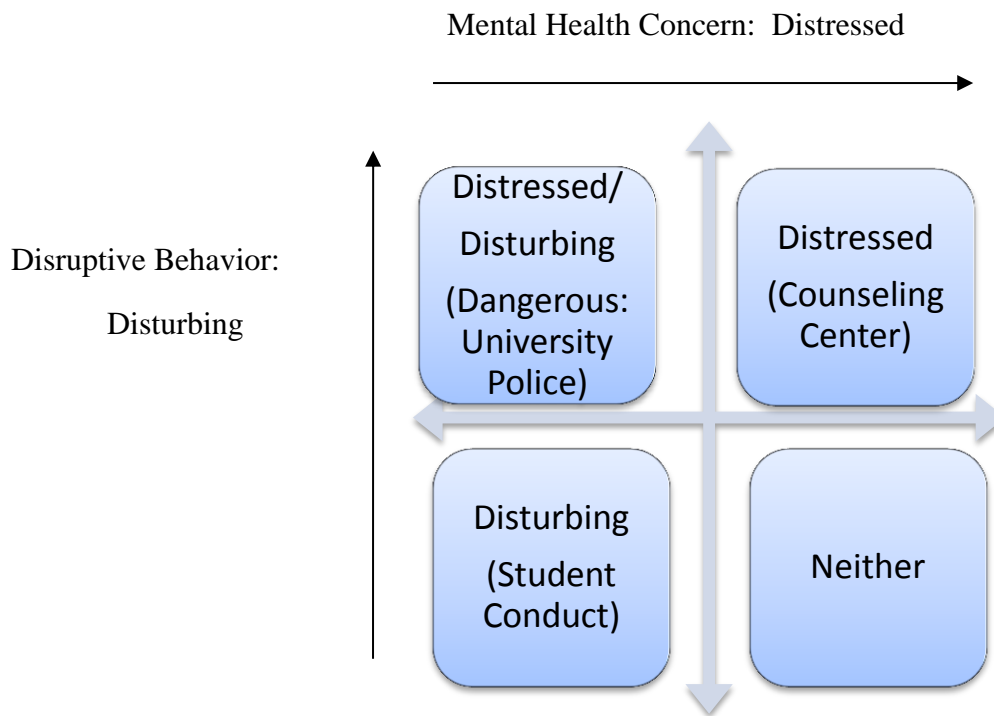 Mental Health Concern:  Distressed
Disruptive Behavior:
Disturbing
Distressed/
Disturbing
(Dangerous:
University
Police)
Distressed
(Counseling
Center)
Disturbing
(Student
Conduct)
Neither